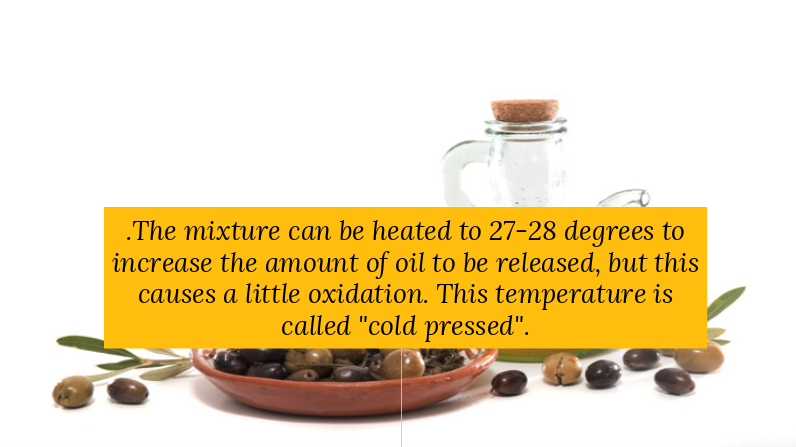 .The mixture can be heated to 27-28 degrees to
increase the amount of oil to be released, but this
causes a little oxidation. This temperature is
called "cold pressed".